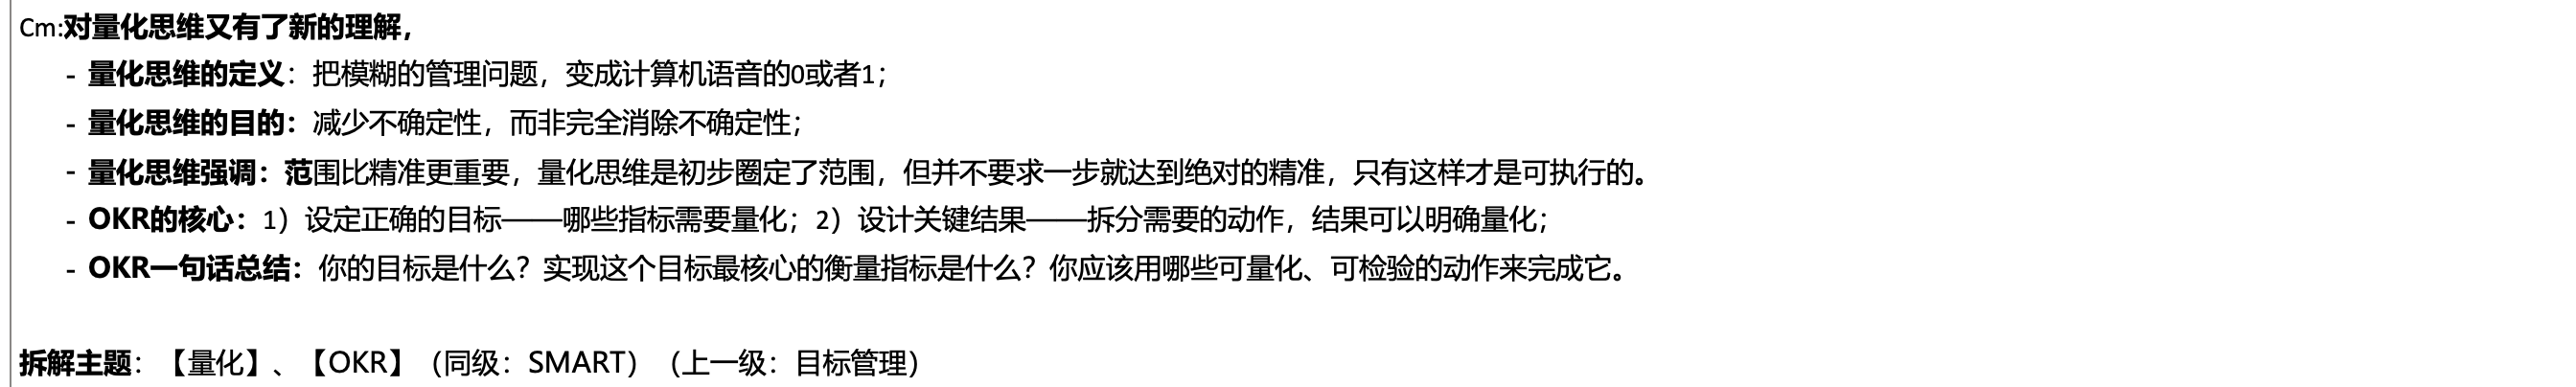 Cm:对量化思维又有了新的理解，
- 量化思维的定义：把模糊的管理问题，变成计算机语音的0或者1；
- 量化思维的目的：减少不确定性，而非完全消除不确定性；
- 量化思维强调：范围比精准更重要，量化思维是初步圈定了范围，但并不要求一步就达到绝对的精准，只有这样才是可执行的。
- OKR的核心：1）设定正确的目标——哪些指标需要量化；2）设计关键结果——拆分需要的动作，结果可以明确量化；
- OKR一句话总结：你的目标是什么？实现这个目标最核心的衡量指标是什么？你应该用哪些可量化、可检验的动作来完成它。
拆解主题：【量化】、【OKR】（同级：SMART）（上一级：目标管理）